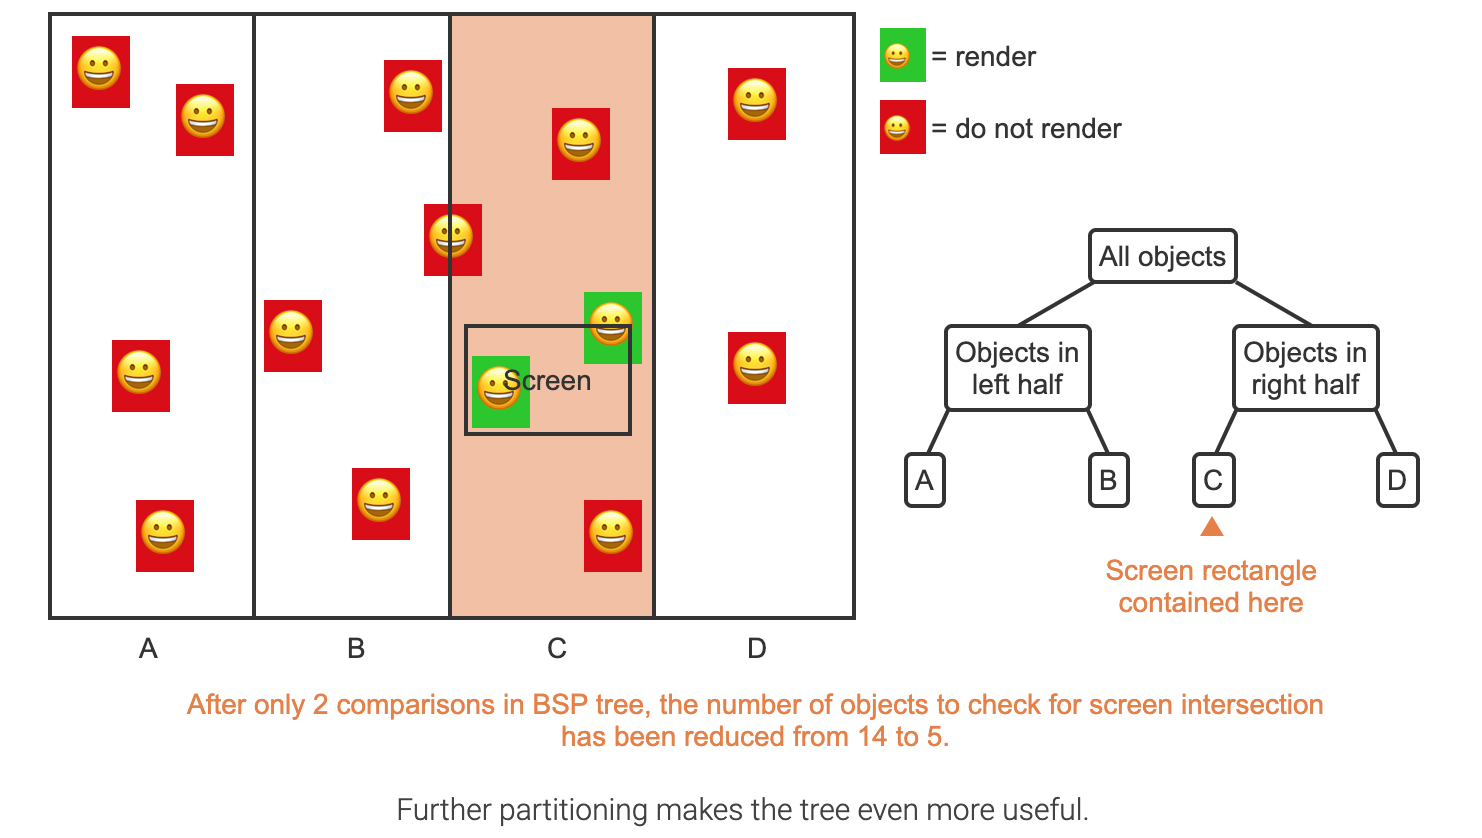 = render
= do not render
All objects
Objects in
left half
Objects in
right half
A
B
C
D
Screen
Screen rectangle
contained here
A
B
C
D
After only 2 comparisons in BSP tree, the number of objects to check for screen intersection
has been reduced from 14 to 5.
Further partitioning makes the tree even more useful.